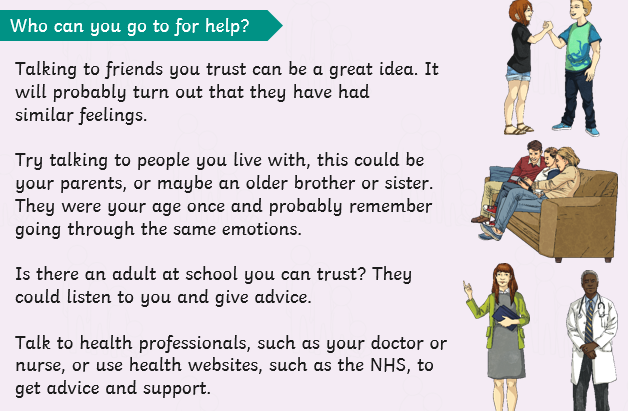 Who can you go to for help?
Talking to friends you trust can be a great idea. It
will probably turn out that they have had
similar feelings.
Try talking to people you live with, this could be
your parents, or maybe an older brother or sister.
They were your age once and probably remember
going through the same emotions.
Is there an adult at school you can trust? They
could listen to you and give advice.
Talk to health professionals, such as your doctor or
nurse, or use health websites, such as the NHS, to
get advice and support.